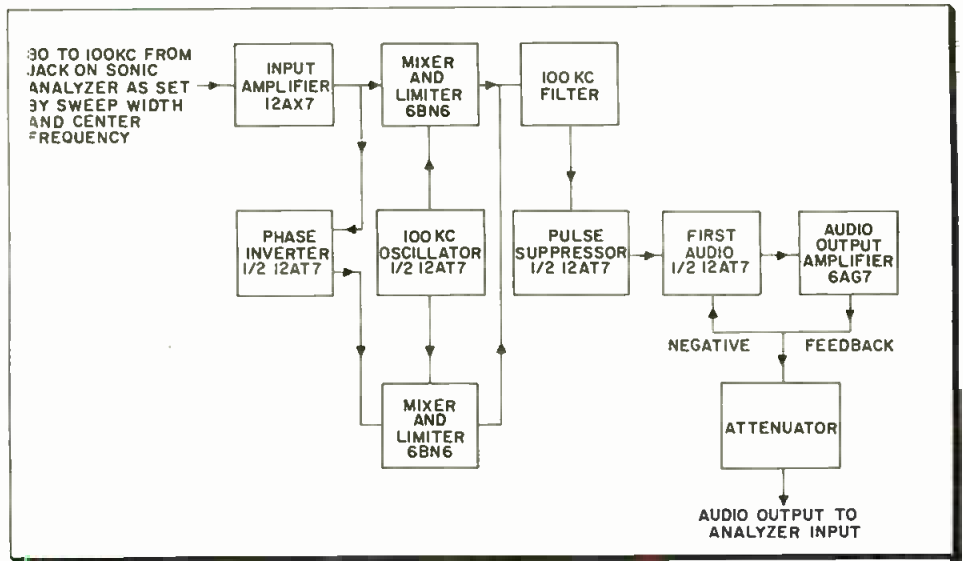 80 TO 100KC FROM
JACK ON SONIC
ANALYZER AS SET
BY SWEEP WIDTH
AND CENTER
FREQUENCY
INPUT
AMPLIFIER
12AX7
MIXER
AND
LIMITER
6BN6
100 KC
FILTER
PHASE
INVERTER
1/2 12AT7
100 KC
OSCILLATOR
1/2 12AT7
PULSE
SUPPRESSOR
1/2 12AT7
FIRST
AUDIO
1/2 12AT7
AUDIO
OUTPUT
AMPLIFIER
6AG7
NEGATIVE FEEDBACK
MIXER
AND
LIMITER
6BN6
ATTENUATOR
AUDIO OUTPUT TO
ANALYZER INPUT